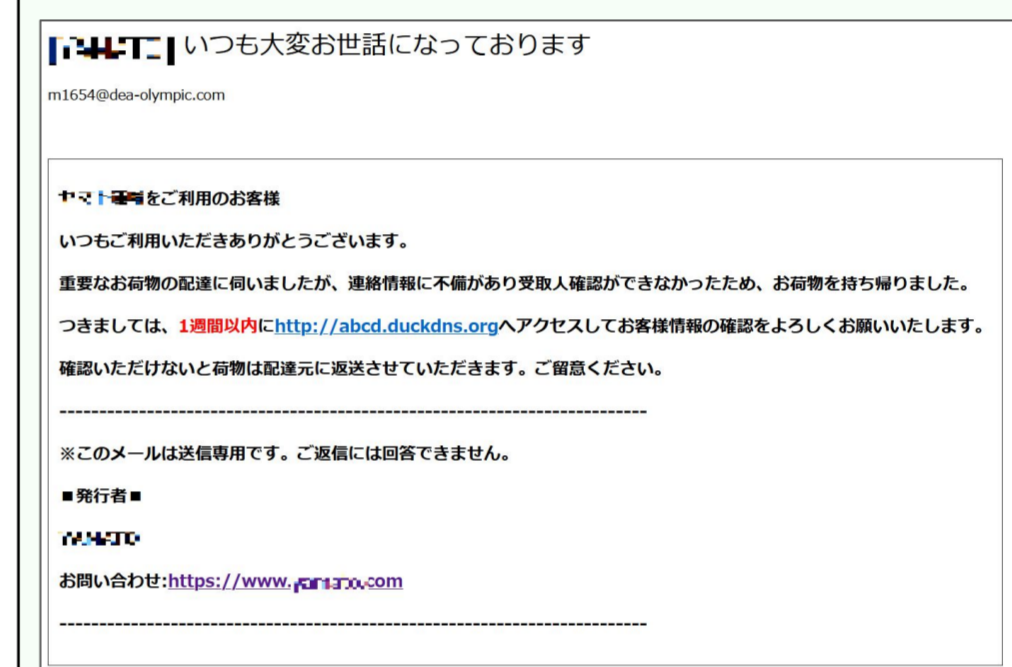 いつも大変お世話になっております
m1654@dea-olympic.com
をご利用のお客様
いつもご利用いただきありがとうございます。
重要なお荷物の配達に伺いましたが、連絡情報に不備があり受取人確認ができなかったため、お荷物を持ち帰りました。
つきましては、1週間以内にhttp://abcd.duckdns.orgへアクセスしてお客様情報の確認をよろしくお願いいたします。
確認いただけないと荷物は配達元に返送させていただきます。ご留意ください。
--------------------------------------------------------------------------
※このメールは送信専用です。ご返信には回答できません。
■発行者■
お問い合わせ:https://www. .com
--------------------------------------------------------------------------